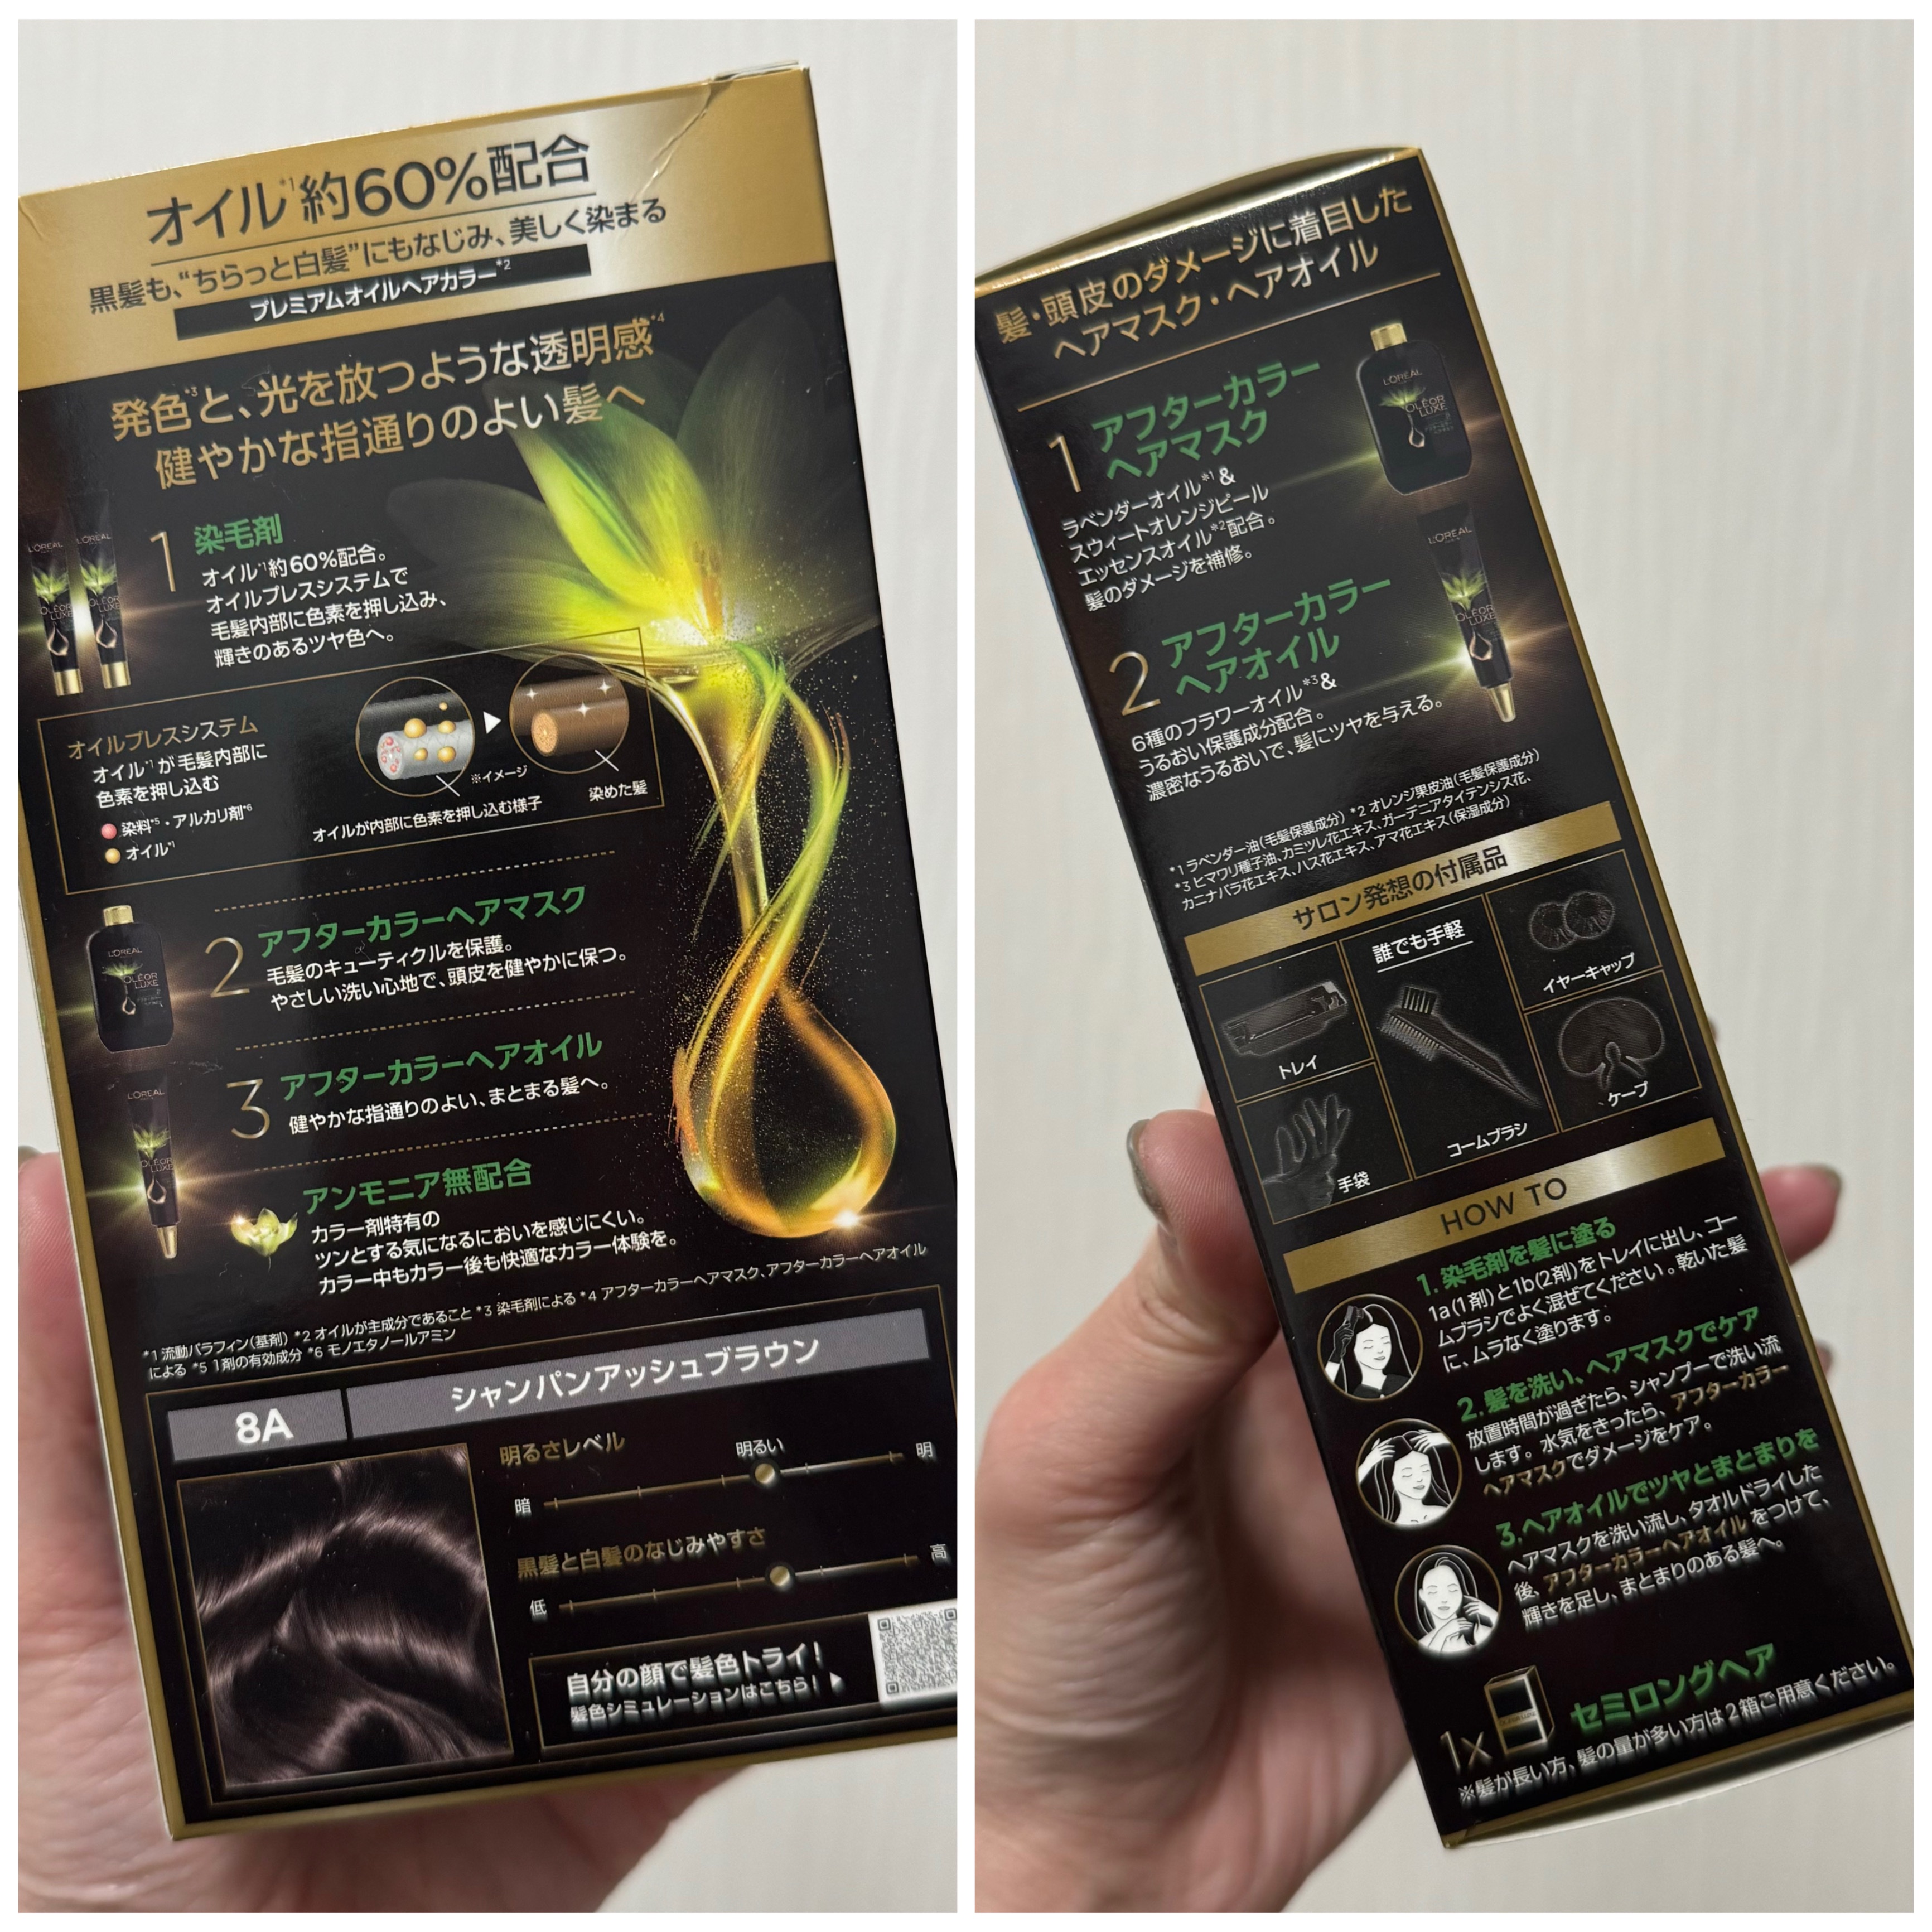 オイル*1約60%配合
黒髪も、“ちらっと白髪”にもなじみ、美しく染まる
プレミアムオイルヘアカラー*2
発色*3と、光を放つような透明感*4
健やかな指通りのよい髪へ
L'ORÉAL
L'ORÉAL
OLÉOR
LUXE
OLÉOR
LUXE
1 染毛剤
オイル*1約60%配合。
オイルプレスシステムで
毛髪内部に色素を押し込み、
輝きのあるツヤ色へ。
オイルプレスシステム
オイル*1が毛髪内部に
色素を押し込む
染料*5・アルカリ剤*6
オイル*1
※イメージ
オイルが内部に色素を押し込む様子
染めた髪
L'ORÉAL
OLÉOR
LUXE
2 アフターカラーヘアマスク
毛髪のキューティクルを保護。
やさしい洗い心地で、頭皮を健やかに保つ。
L'ORÉAL
OLÉOR
LUXE
3 アフターカラーヘアオイル
健やかな指通りのよい、まとまる髪へ。
アンモニア無配合
カラー剤特有の
ツンとする気になるにおいを感じにくい。
カラー中もカラー後も快適なカラー体験を。
*1 流動パラフィン(基剤) *2 オイルが主成分であること *3 染毛剤による *4 アフターカラーヘアマスク、アフターカラーヘアオイル
による *5 1剤の有効成分 *6 モノエタノールアミン
8A シャンパンアッシュブラウン
明るさレベル
明るい
暗 明
黒髪と白髪のなじみやすさ
低 高
自分の顔で髪色トライ!
髪色シミュレーションはこちら!
髪・頭皮のダメージに着目した
ヘアマスク・ヘアオイル
1 アフターカラー
ヘアマスク
ラベンダーオイル*1&
スウィートオレンジピール
エッセンスオイル*2配合。
髪のダメージを補修。
L'ORÉAL
OLÉOR
LUXE
2 アフターカラー
ヘアオイル
6種のフラワーオイル*3&
うるおい保護成分配合。
濃密なうるおいで、髪にツヤを与える。
L'ORÉAL
OLÉOR
LUXE
*1 ラベンダー油(毛髪保護成分) *2 オレンジ果皮油(毛髪保護成分)
*3 ヒマワリ種子油、カミツレ花エキス、ガーデニアタイテンシス花、
カニナバラ花エキス、ハス花エキス、アマ花エキス(保湿成分)
サロン発想の付属品
トレイ
誰でも手軽
コームブラシ
イヤーキャップ
手袋
ケープ
HOW TO
1. 染毛剤を髪に塗る
1a(1剤)と1b(2剤)をトレイに出し、コー
ムブラシでよく混ぜてください。乾いた髪
に、ムラなく塗ります。
2. 髪を洗い、ヘアマスクでケア
放置時間が過ぎたら、シャンプーで洗い流
します。水気をきったら、アフターカラー
ヘアマスクでダメージをケア。
3. ヘアオイルでツヤとまとまりを
ヘアマスクを洗い流し、タオルドライした
後、アフターカラーヘアオイルをつけて、
輝きを足し、まとまりのある髪へ。
1x セミロングヘア
※髪が長い方、髪の量が多い方は2箱ご用意ください。